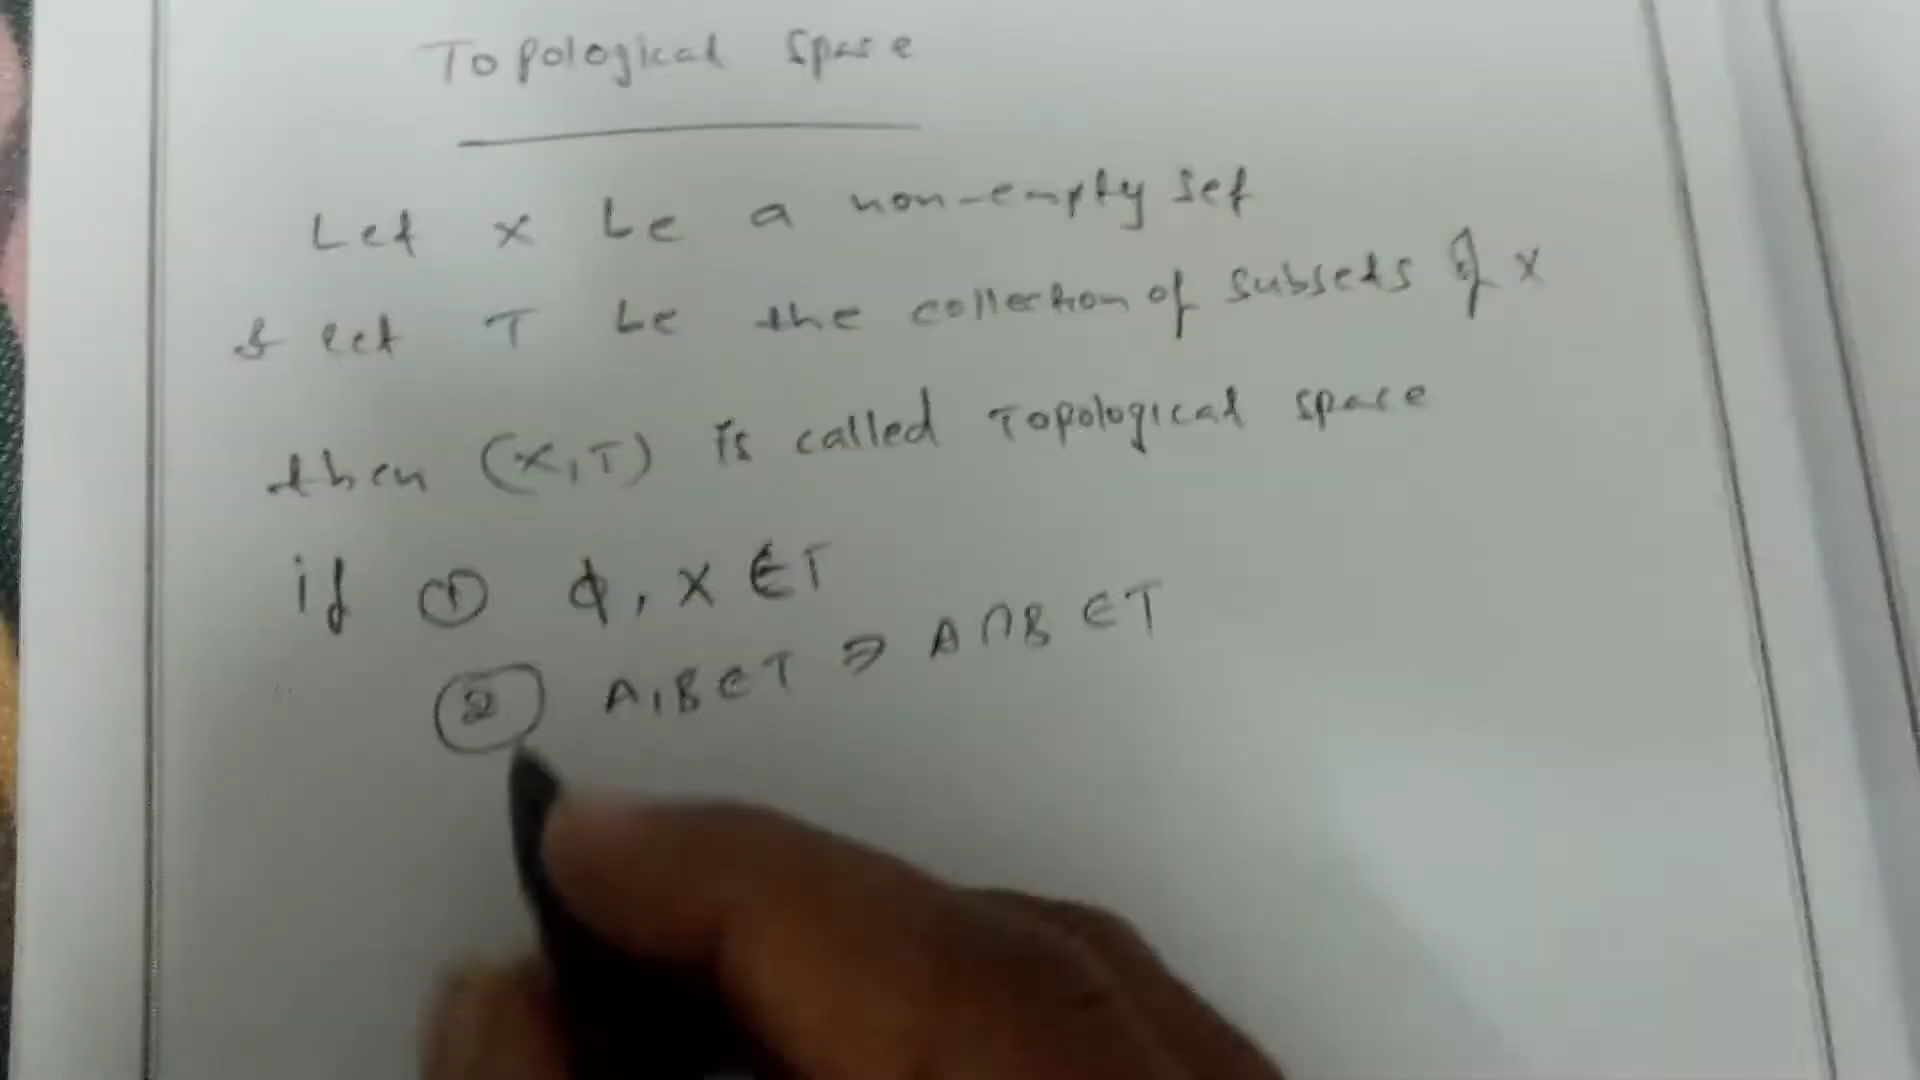 Topological space
Let X be a non-empty set
& let T be the collection of subsets of X
then (X,T) is called Topological space
if ① ϕ, X ∈ T
② A,B ∈ T ⇒ A∩B ∈ T